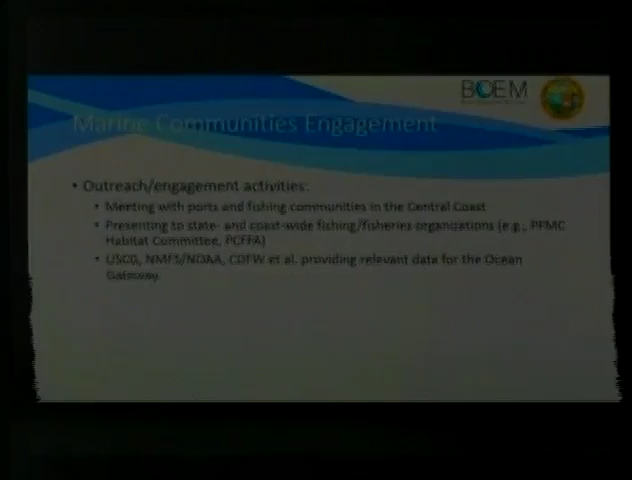 BOEM
Marine Communities Engagement
• Outreach/engagement activities:
• Meeting with ports and fishing communities in the Central Coast
• Presenting to state- and coast-wide fishing/fisheries organizations (e.g., PFMC
Habitat Committee, PCFFA)
• USCG, NMFS/NOAA, CDFW et al. providing relevant data for the Ocean
Gateway.